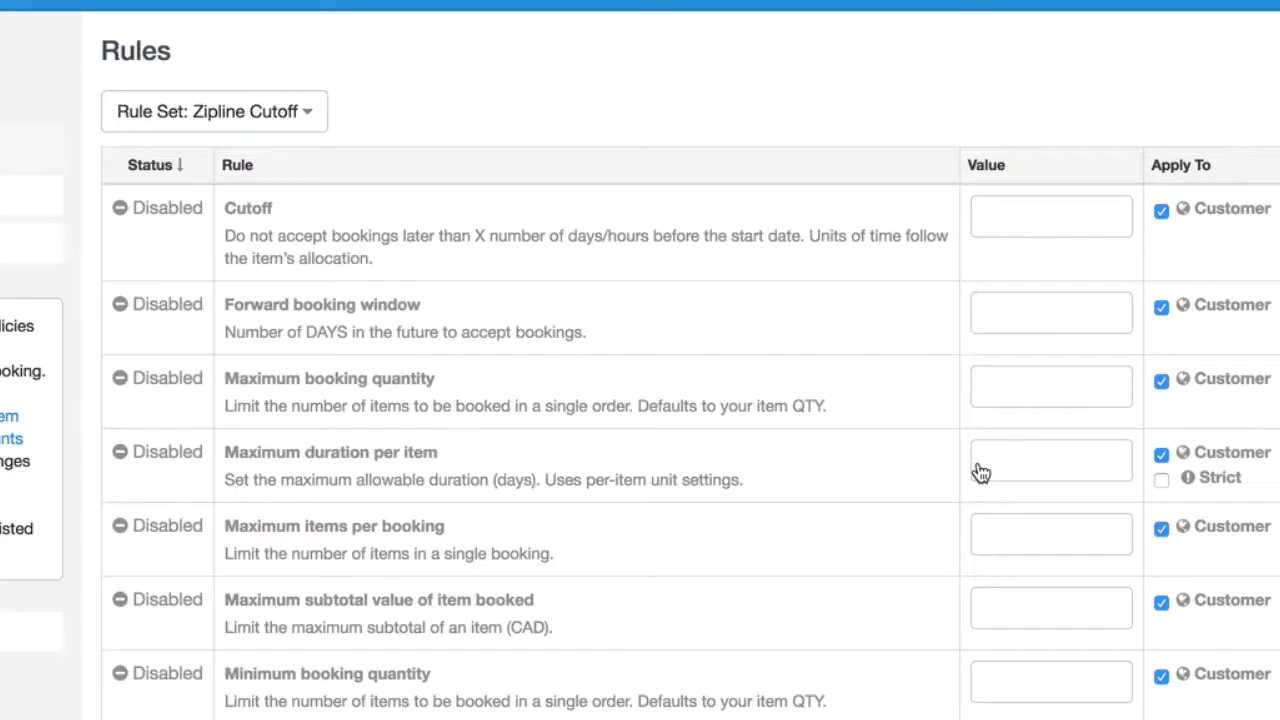 Rules
Rule Set: Zipline Cutoff
Status Rule Value Apply To
Disabled Cutoff Customer
Do not accept bookings later than X number of days/hours before the start date. Units of time follow
the item's allocation.
Disabled Forward booking window Customer
Number of DAYS in the future to accept bookings.
Disabled Maximum booking quantity Customer
Limit the number of items to be booked in a single order. Defaults to your item QTY.
Disabled Maximum duration per item Customer
Set the maximum allowable duration (days). Uses per-item unit settings. Strict
Disabled Maximum items per booking Customer
Limit the number of items in a single booking.
Disabled Maximum subtotal value of item booked Customer
Limit the maximum subtotal of an item (CAD).
Disabled Minimum booking quantity Customer
Limit the number of items to be booked in a single order. Defaults to your item QTY.
licies
ooking.
em
nts
nges
isted